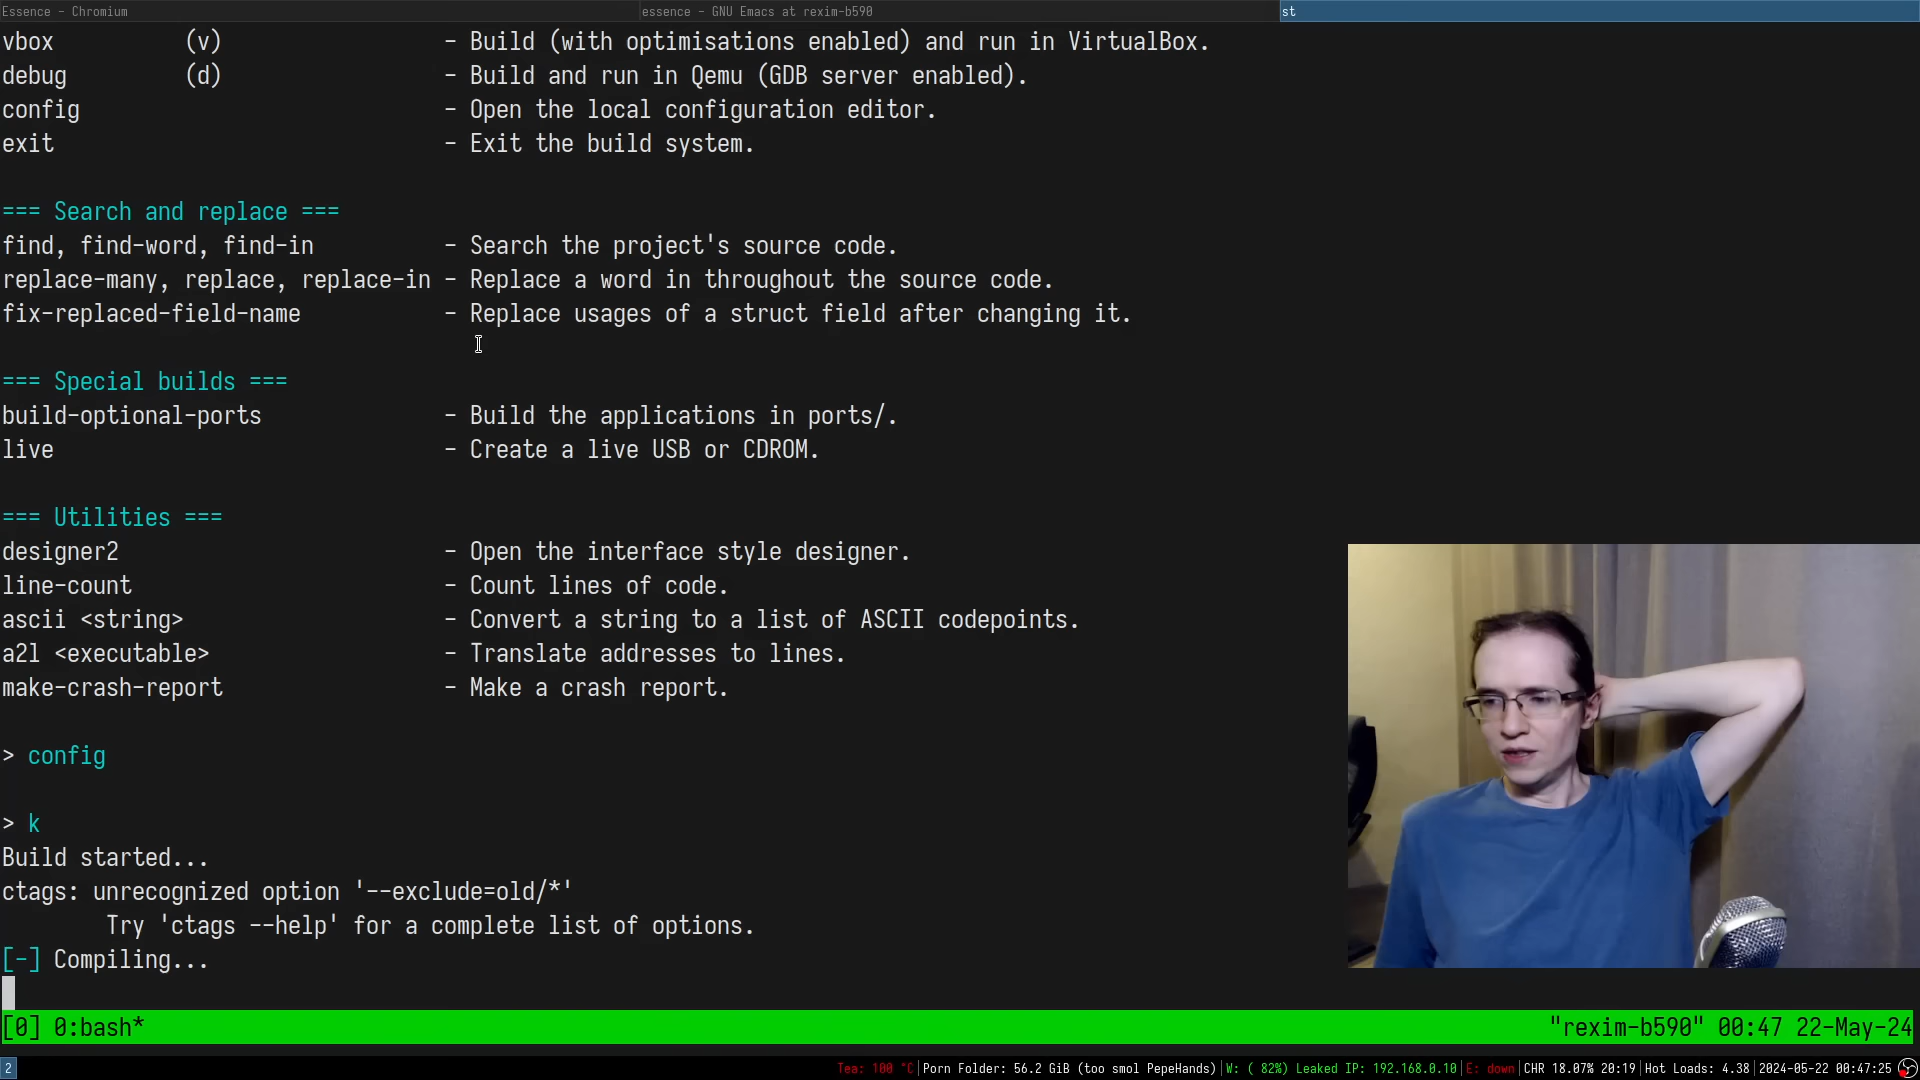 Essence - Chromium
essence - GNU Emacs at rexim-b590
st
vbox (v) - Build (with optimisations enabled) and run in VirtualBox.
debug (d) - Build and run in Qemu (GDB server enabled).
config - Open the local configuration editor.
exit - Exit the build system.
=== Search and replace ===
find, find-word, find-in - Search the project's source code.
replace-many, replace, replace-in - Replace a word in throughout the source code.
fix-replaced-field-name - Replace usages of a struct field after changing it.
=== Special builds ===
build-optional-ports - Build the applications in ports/.
live - Create a live USB or CDROM.
=== Utilities ===
designer2 - Open the interface style designer.
line-count - Count lines of code.
ascii <string> - Convert a string to a list of ASCII codepoints.
a2l <executable> - Translate addresses to lines.
make-crash-report - Make a crash report.
> config
> k
Build started...
ctags: unrecognized option '--exclude=old/*'
Try 'ctags --help' for a complete list of options.
[-] Compiling...
[0] 0:bash* "rexim-b590" 00:47 22-May-24
2 Tea: 100 °C|Porn Folder: 56.2 GiB (too smol PepeHands)|W: ( 82%) Leaked IP: 192.168.0.10|E: down|CHR 18.07% 20:19|Hot Loads: 4.38|2024-05-22 00:47:25